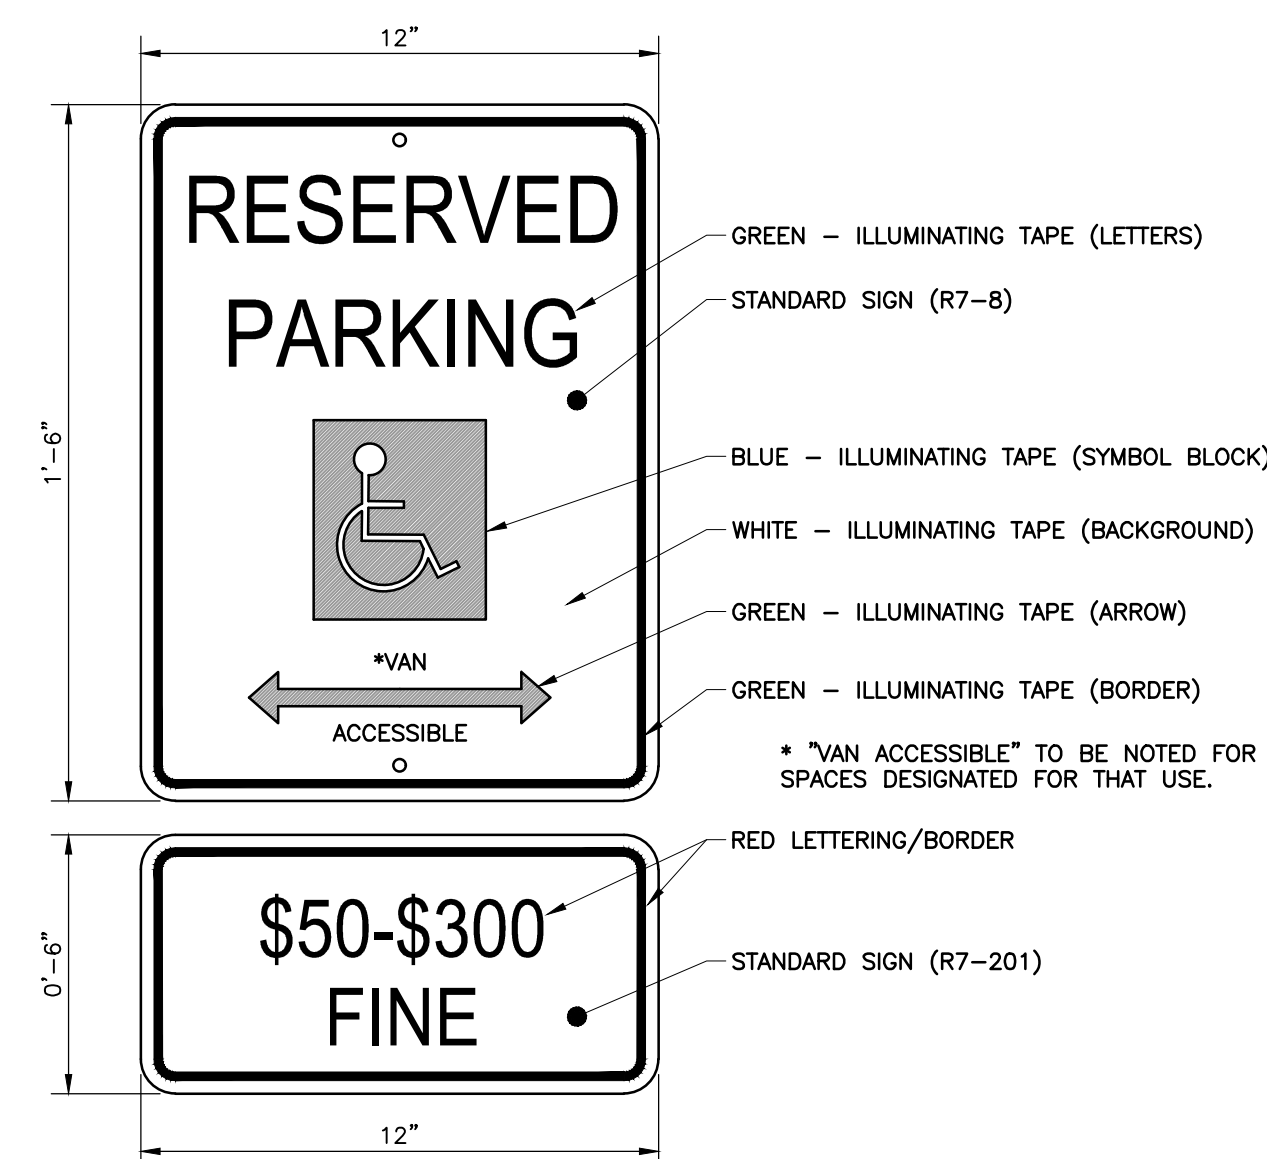 12”
RESERVED
PARKING
1'-6”
*VAN
ACCESSIBLE
GREEN – ILLUMINATING TAPE (LETTERS)
STANDARD SIGN (R7–8)
BLUE – ILLUMINATING TAPE (SYMBOL BLOCK)
WHITE – ILLUMINATING TAPE (BACKGROUND)
GREEN – ILLUMINATING TAPE (ARROW)
GREEN – ILLUMINATING TAPE (BORDER)
* ”VAN ACCESSIBLE” TO BE NOTED FOR
SPACES DESIGNATED FOR THAT USE.
$50-$300
FINE
0'-6”
RED LETTERING/BORDER
STANDARD SIGN (R7–201)
12”